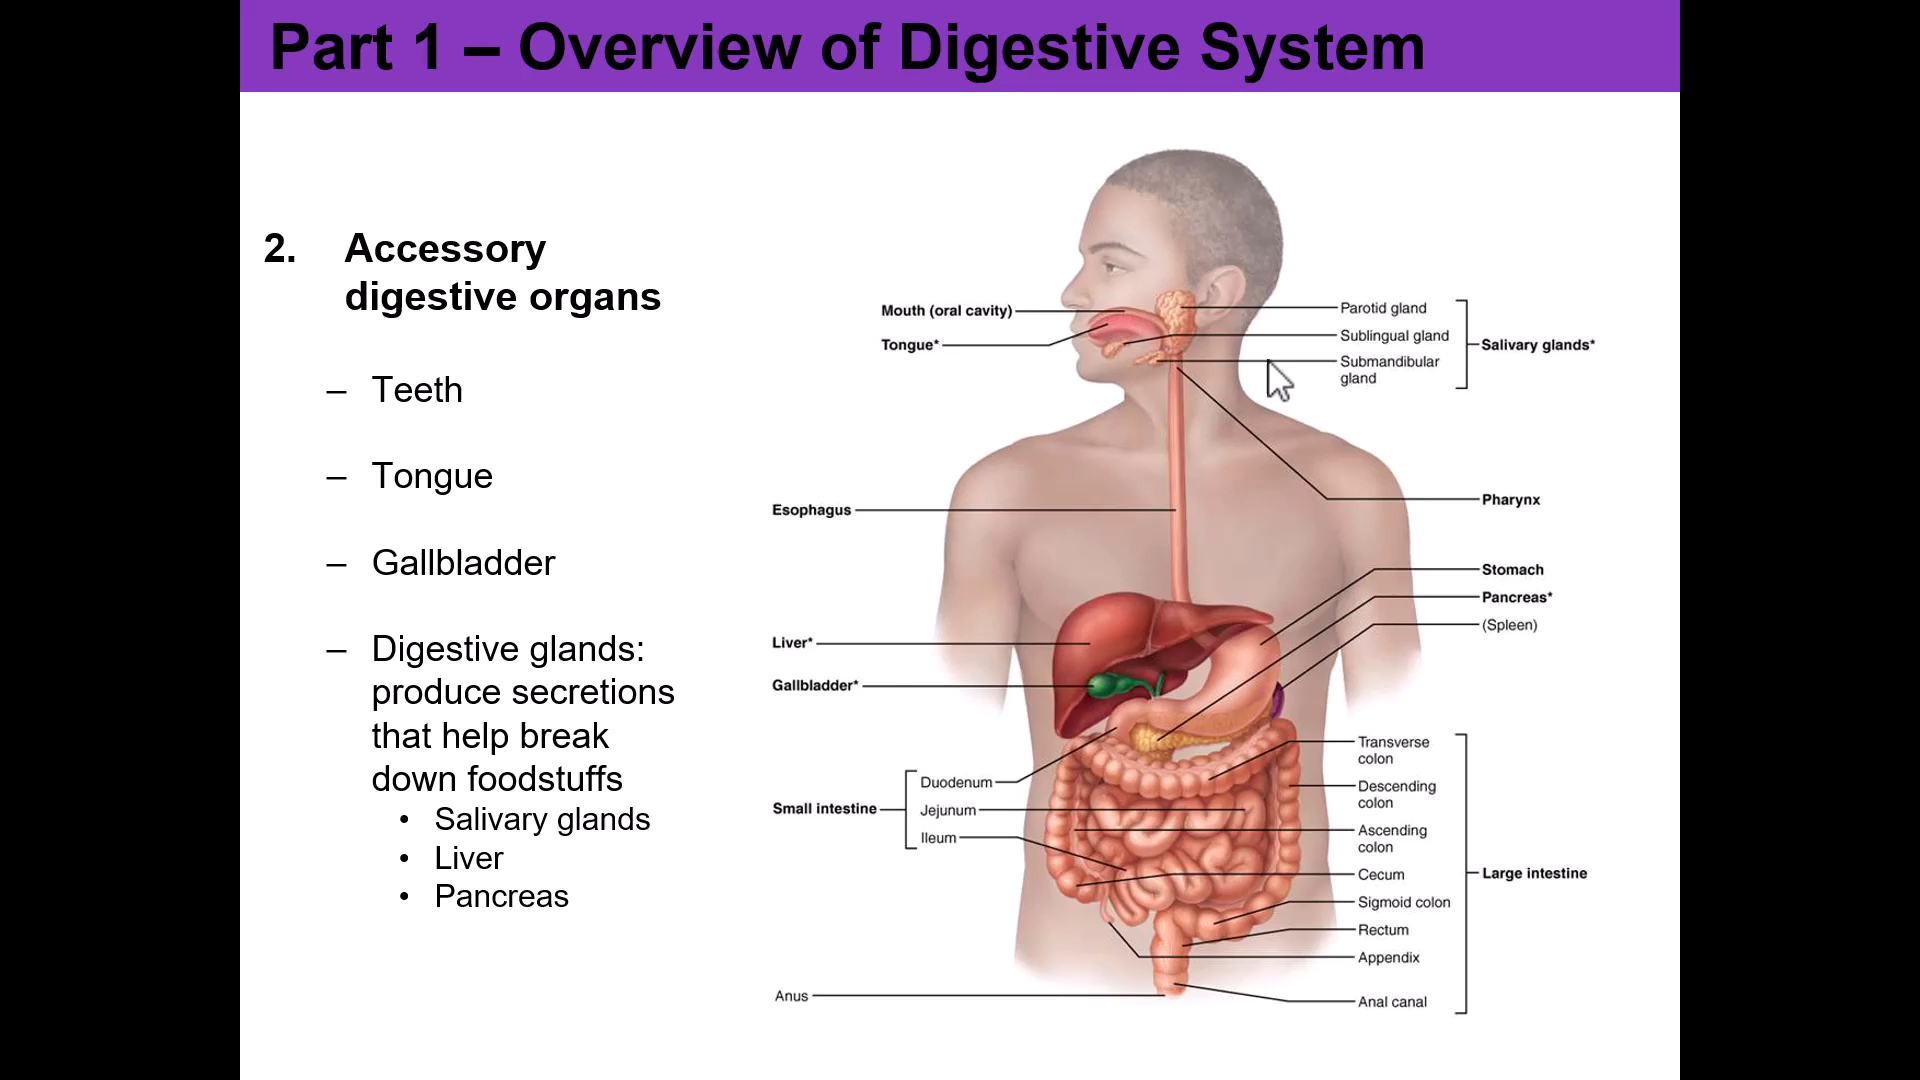 Part 1 – Overview of Digestive System
2. Accessory
digestive organs
– Teeth
– Tongue
– Gallbladder
– Digestive glands:
produce secretions
that help break
down foodstuffs
• Salivary glands
• Liver
• Pancreas
Mouth (oral cavity)
Tongue*
Esophagus
Liver*
Gallbladder*
Small intestine
Duodenum
Jejunum
Ileum
Anus
Parotid gland
Sublingual gland
Submandibular
gland
Salivary glands*
Pharynx
Stomach
Pancreas*
(Spleen)
Transverse
colon
Descending
colon
Ascending
colon
Cecum
Sigmoid colon
Rectum
Appendix
Anal canal
Large intestine